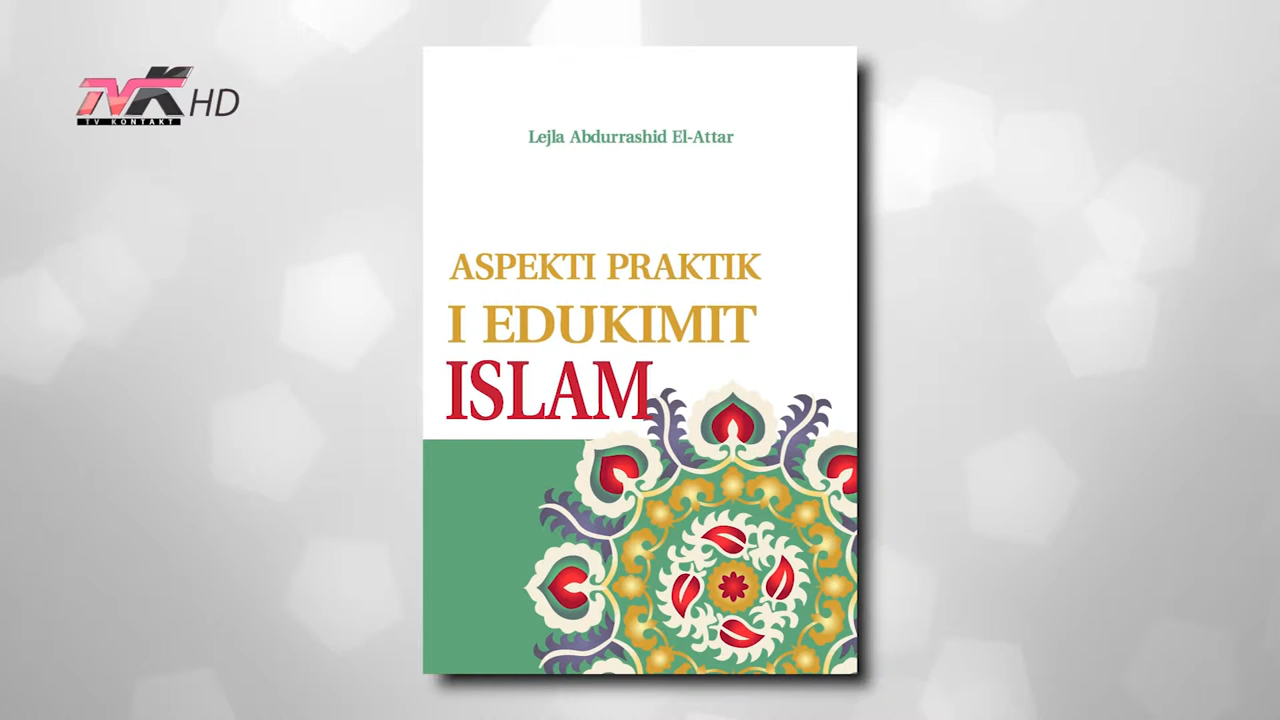 TVK HD
TV KONTAKT
Lejla Abdurrashid El-Attar
ASPEKTI PRAKTIK
I EDUKIMIT
ISLAM